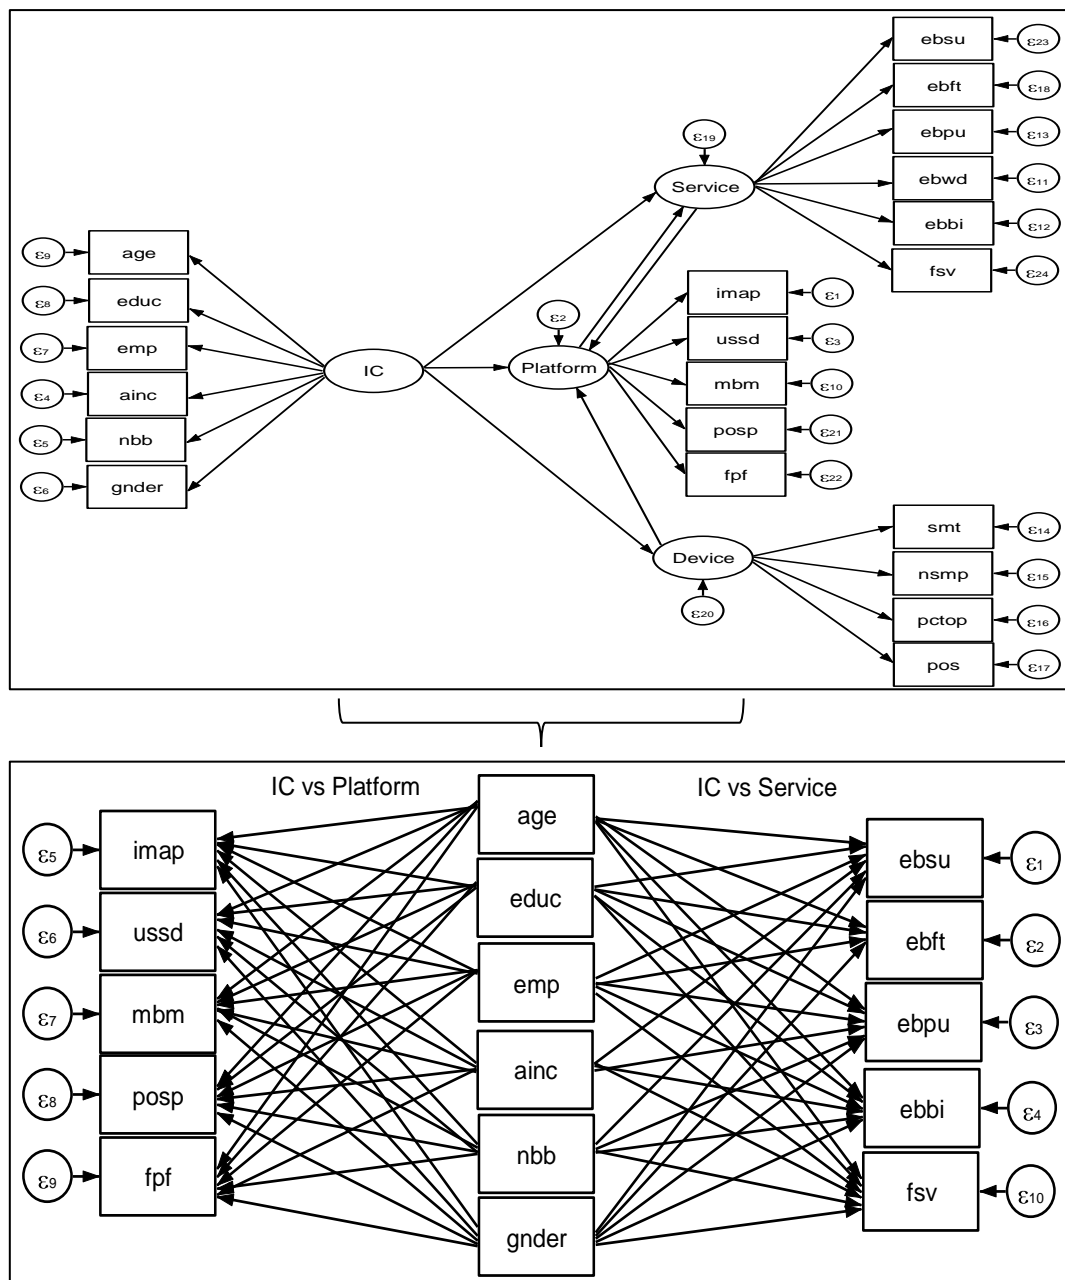 ebsu
ε23
ebft
ε18
ε19
ebpu
ε13
Service
ebwd
ε11
ebbi
ε12
ε9
age
fsv
ε24
ε8
educ
imap
ε1
ε2
ussd
ε3
ε7
emp
IC
Platform
mbm
ε10
ε4
ainc
posp
ε21
ε5
nbb
fpf
ε22
ε6
gnder
smt
ε14
Device
nsmp
ε15
ε20
pctop
ε16
pos
ε17
IC vs Platform
IC vs Service
age
ε5
imap
ebsu
ε1
educ
ε6
ussd
ebft
ε2
emp
ε7
mbm
ebpu
ε3
ainc
ε8
posp
ebbi
ε4
nbb
ε9
fpf
fsv
ε10
gnder